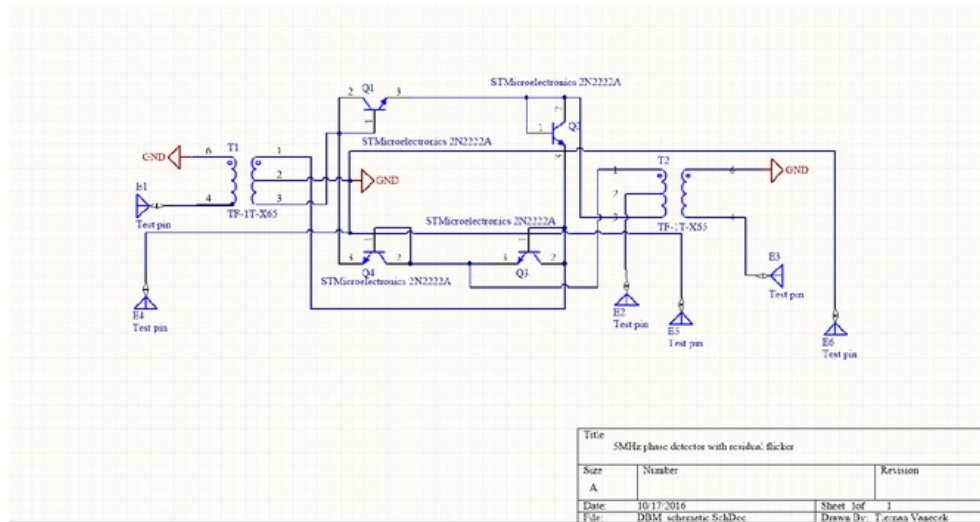 STMicroelectronics 2N2222A
2 Q1 3
1
2
1 Q2
STMicroelectronics 2N2222A
GND 6 T1 1
E1
Test pin
4 2 GND
3
TF-1T-X65
1 T2 6 GND
2
3 4
TF-1T-X65
STMicroelectronics 2N2222A
1 1
3 2 3 2
Q4 Q3
STMicroelectronics 2N2222A
E3
Test pin
E4
Test pin
E2
Test pin
E5
Test pin
E6
Test pin
Title
5MHz phase detector with residual flicker
Size Number Revision
A
Date: 10/17/2016 Sheet 1of 1
File: DBM_schematic.SchDoc Drawn By: